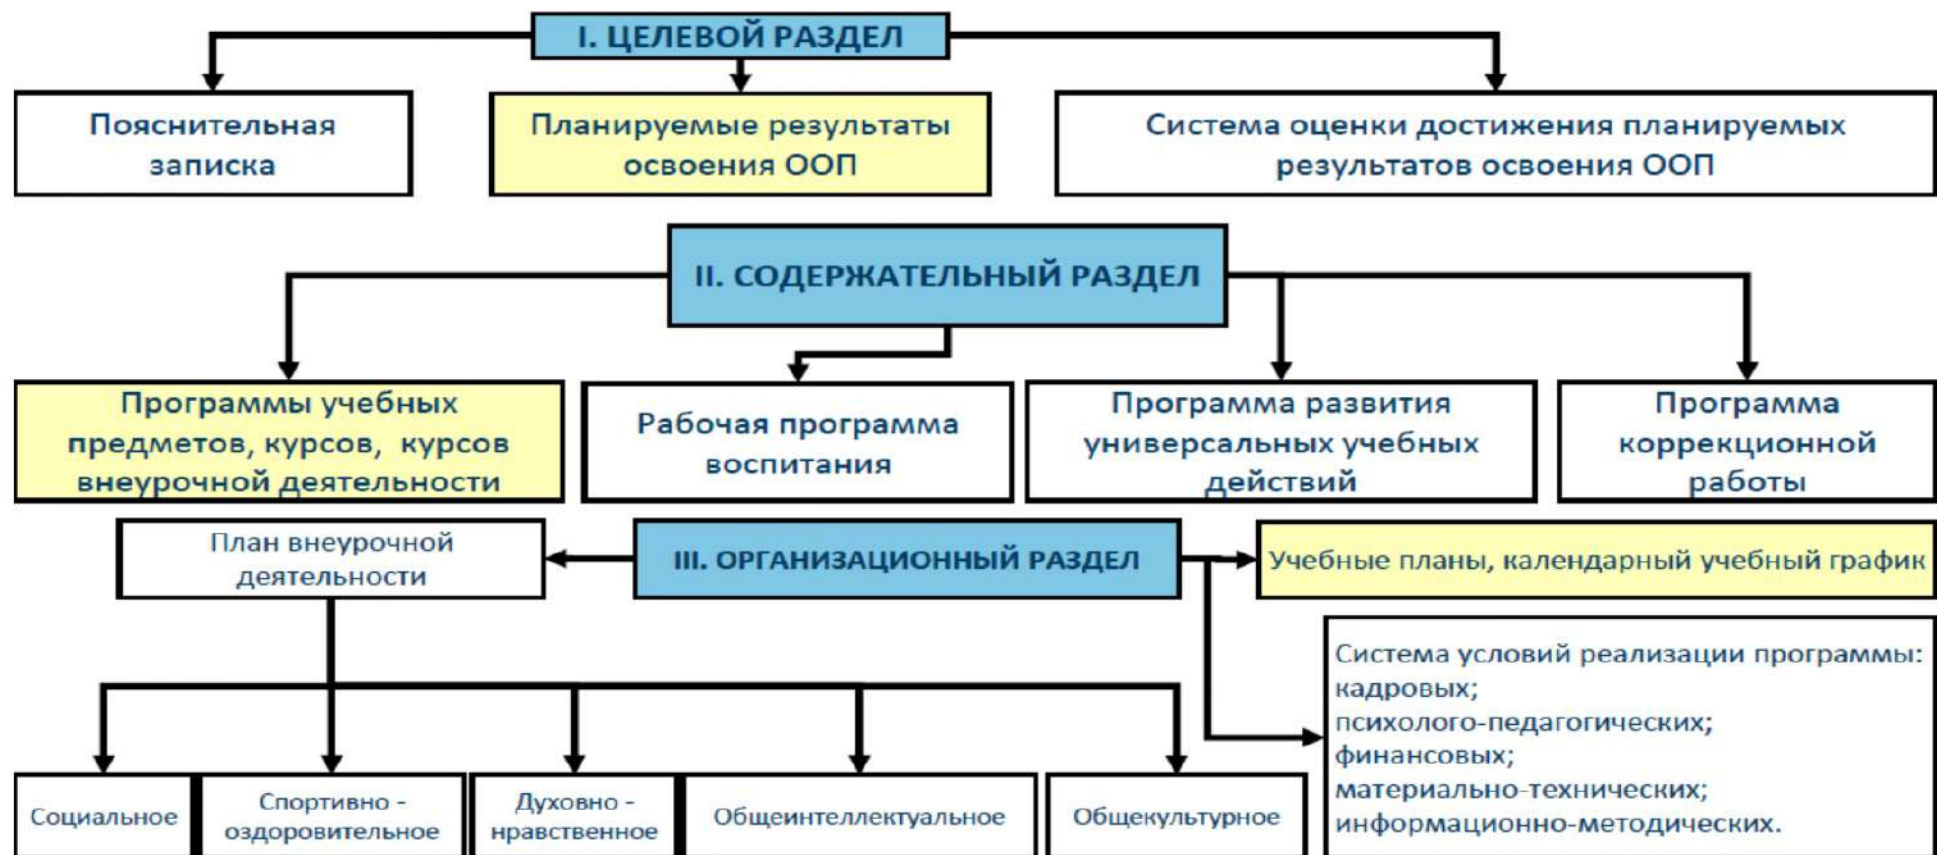 I. ЦЕЛЕВОЙ РАЗДЕЛ
Пояснительная
записка
Планируемые результаты
освоения ООП
Система оценки достижения планируемых
результатов освоения ООП
II. СОДЕРЖАТЕЛЬНЫЙ РАЗДЕЛ
Программы учебных
предметов, курсов, курсов
внеурочной деятельности
Рабочая программа
воспитания
Программа развития
универсальных учебных
действий
Программа
коррекционной
работы
План внеурочной
деятельности
III. ОРГАНИЗАЦИОННЫЙ РАЗДЕЛ
Учебные планы, календарный учебный график
Система условий реализации программы:
кадровых;
психолого-педагогических;
финансовых;
материально-технических;
информационно-методических.
Социальное
Спортивно -
оздоровительное
Духовно -
нравственное
Общеинтеллектуальное
Общекультурное